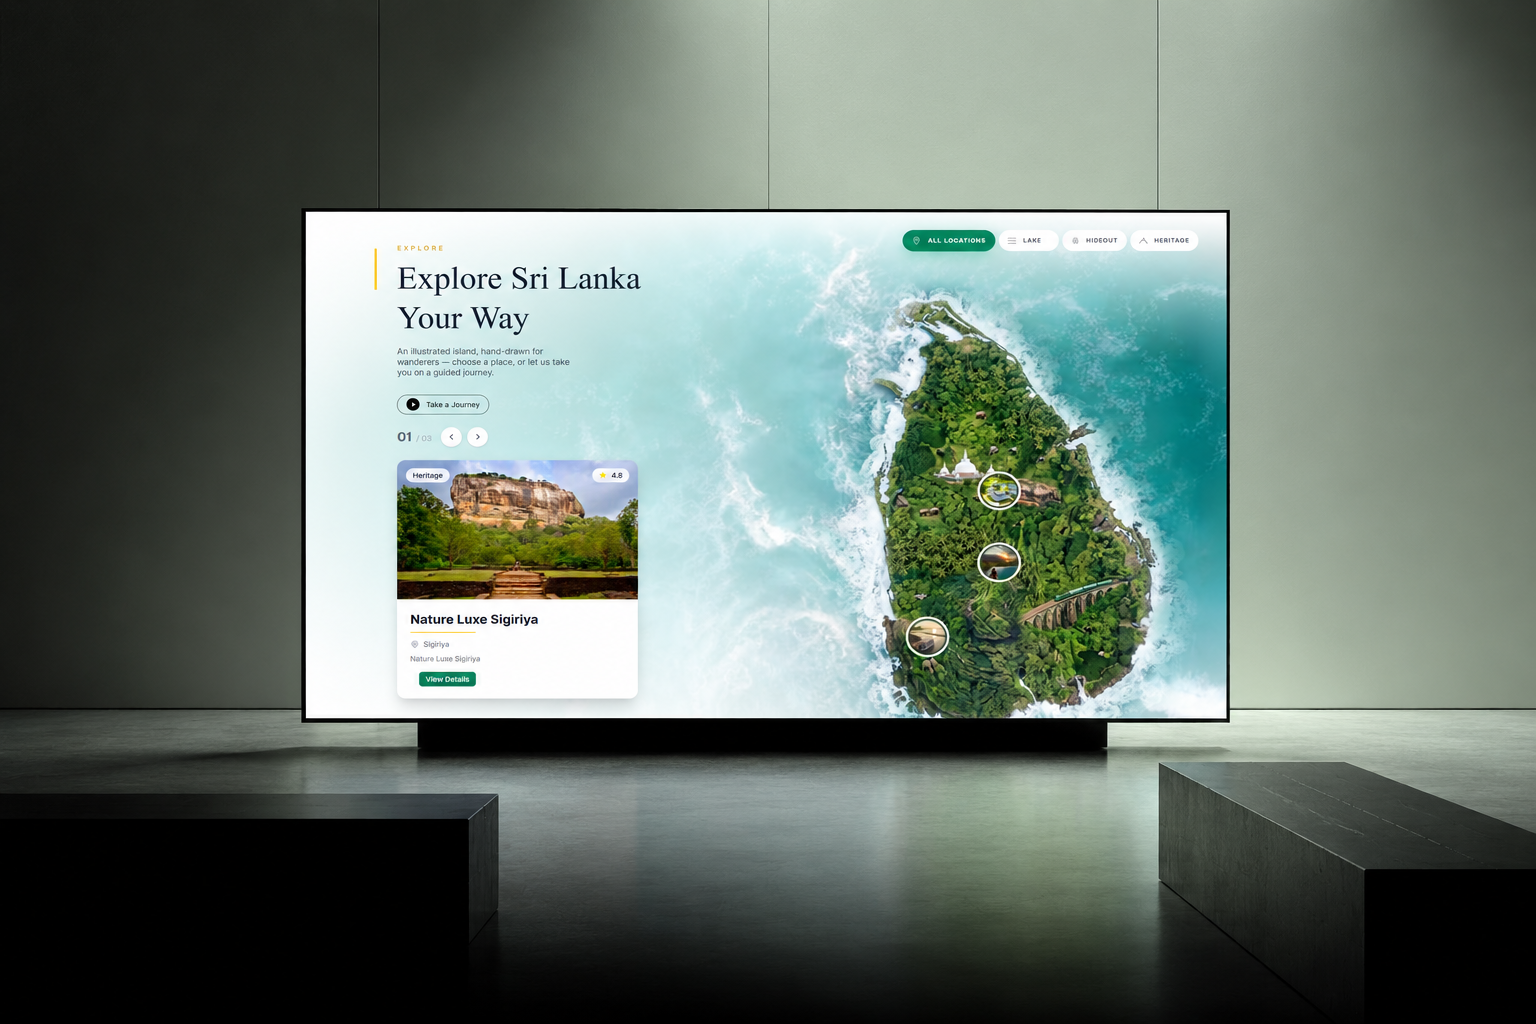 EXPLORE
Explore Sri Lanka
Your Way
An illustrated island, hand-drawn for
wanderers — choose a place, or let us take
you on a guided journey.
Take a Journey
01 / 03
Heritage
4.8
Nature Luxe Sigiriya
Sigiriya
Nature Luxe Sigiriya
View Details
ALL LOCATIONS
LAKE
HIDEOUT
HERITAGE